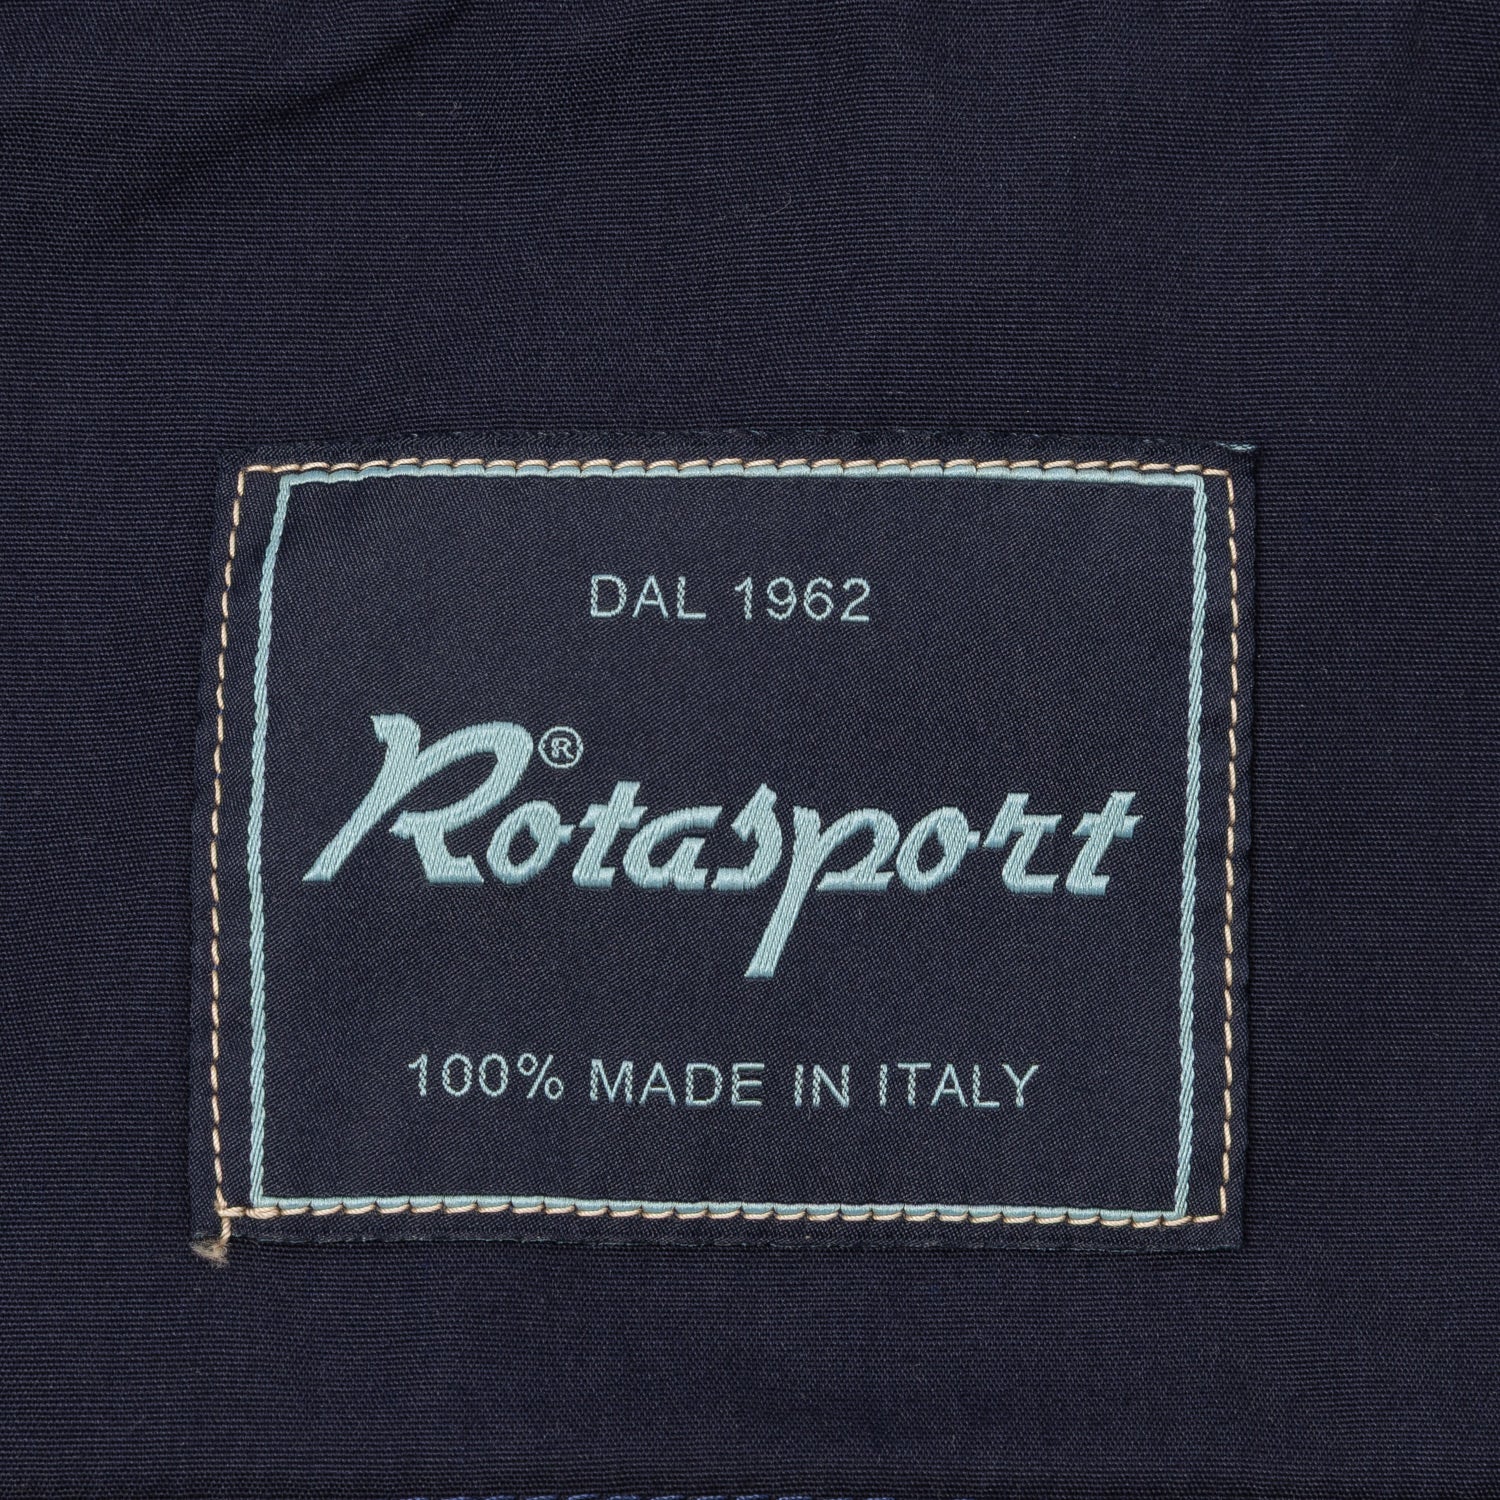 DAL 1962
Rotasport®
100% MADE IN ITALY